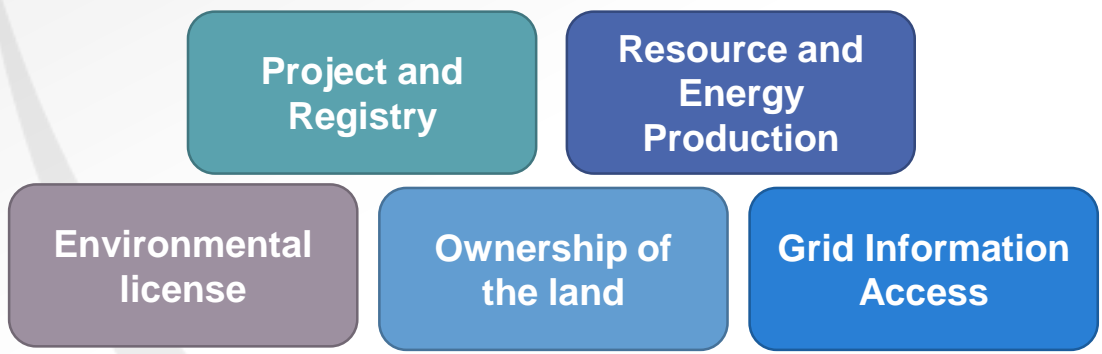 Project and
Registry
Resource and
Energy
Production
Environmental
license
Ownership of
the land
Grid Information
Access